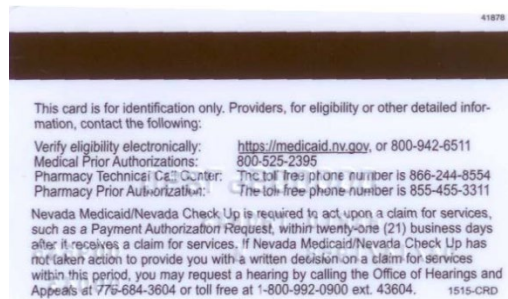 41878
This card is for identification only. Providers, for eligibility or other detailed infor-
mation, contact the following:
Verify eligibility electronically: https://medicaid.nv.gov, or 800-942-6511
Medical Prior Authorizations: 800-525-2395
Pharmacy Technical Call Center: The toll free phone number is 866-244-8554
Pharmacy Prior Authorization: The toll free phone number is 855-455-3311
Nevada Medicaid/Nevada Check Up is required to act upon a claim for services,
such as a Payment Authorization Request, within twenty-one (21) business days
after it receives a claim for services. If Nevada Medicaid/Nevada Check Up has
not taken action to provide you with a written decision on a claim for services
within this period, you may request a hearing by calling the Office of Hearings and
Appeals at 775-684-3604 or toll free at 1-800-992-0900 ext. 43604. 1515-CRD